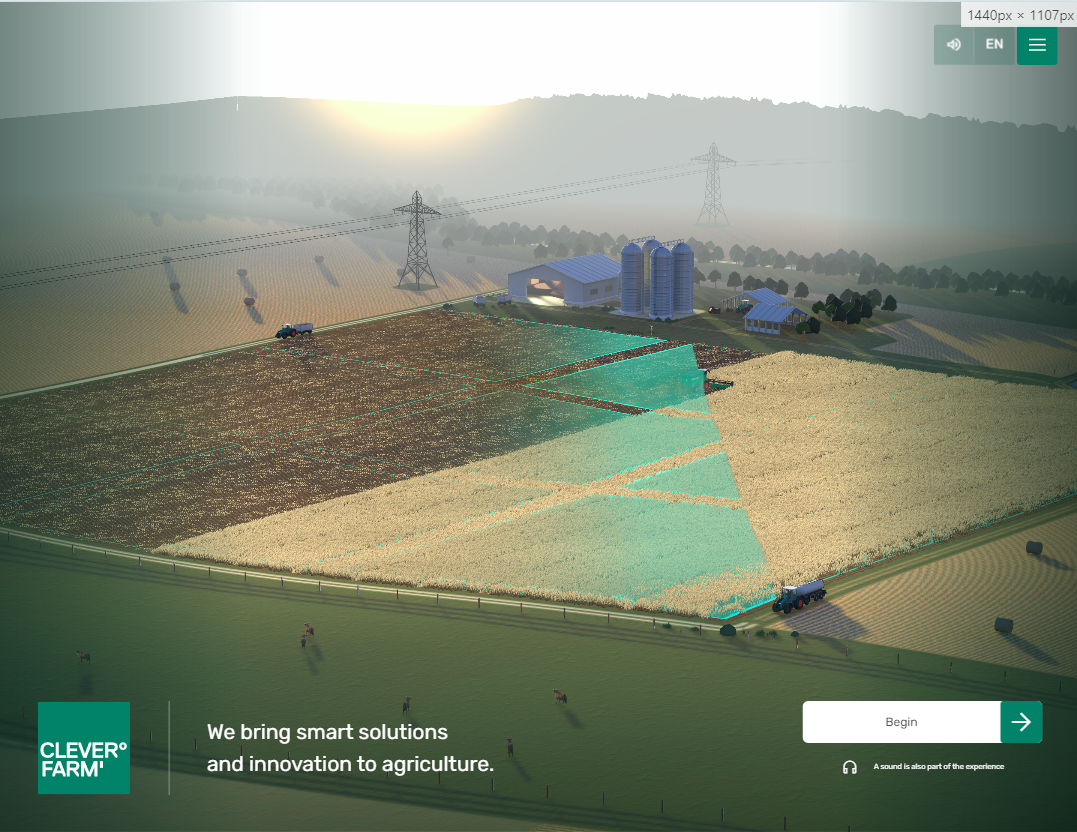 1440px × 1107px
EN
CLEVER°
FARM'
We bring smart solutions
and innovation to agriculture.
Begin
A sound is also part of the experience